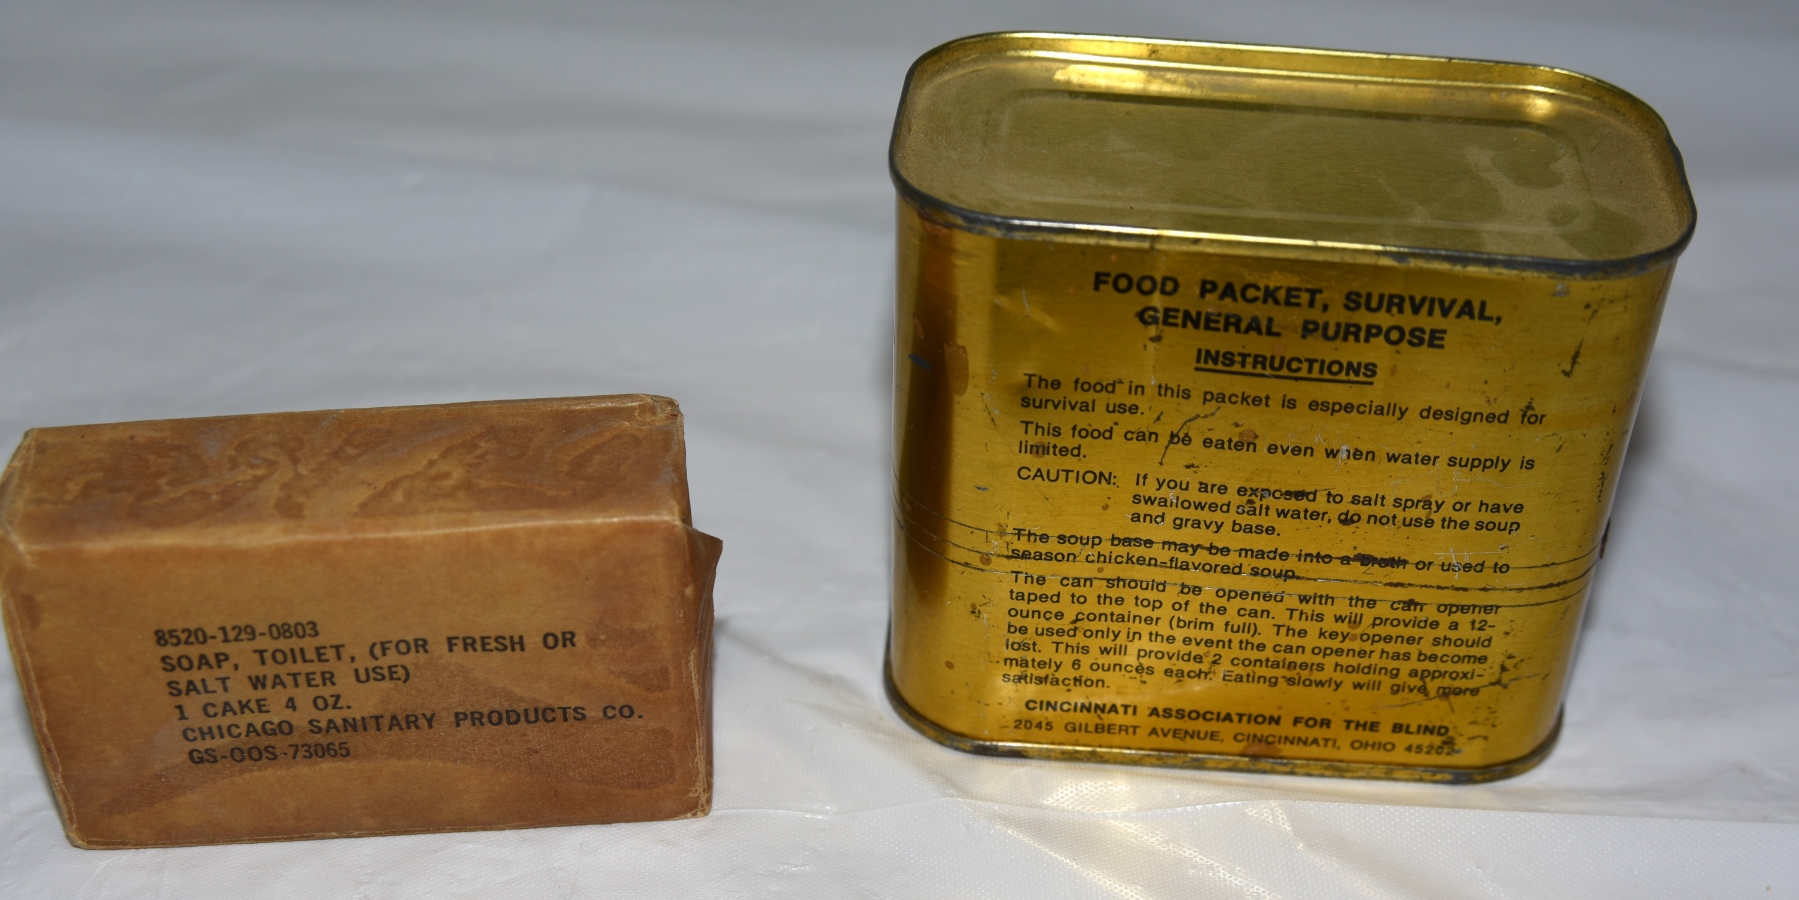 8520-129-0803
SOAP, TOILET, (FOR FRESH OR
SALT WATER USE)
1 CAKE 4 OZ.
CHICAGO SANITARY PRODUCTS CO.
GS-OOS-73065
FOOD PACKET, SURVIVAL,
GENERAL PURPOSE
INSTRUCTIONS
The food in this packet is especially designed for
survival use.
This food can be eaten even when water supply is
limited.
CAUTION: If you are exposed to salt spray or have
swallowed salt water, do not use the soup
and gravy base.
The soup base may be made into a broth or used to
season chicken-flavored soup.
The can should be opened with the can opener
taped to the top of the can. This will provide a 12-
ounce container (brim full). The key opener should
be used only in the event the can opener has become
lost. This will provide 2 containers holding approxi-
mately 6 ounces each. Eating slowly will give more
satisfaction.
CINCINNATI ASSOCIATION FOR THE BLIND
2045 GILBERT AVENUE, CINCINNATI, OHIO 45202